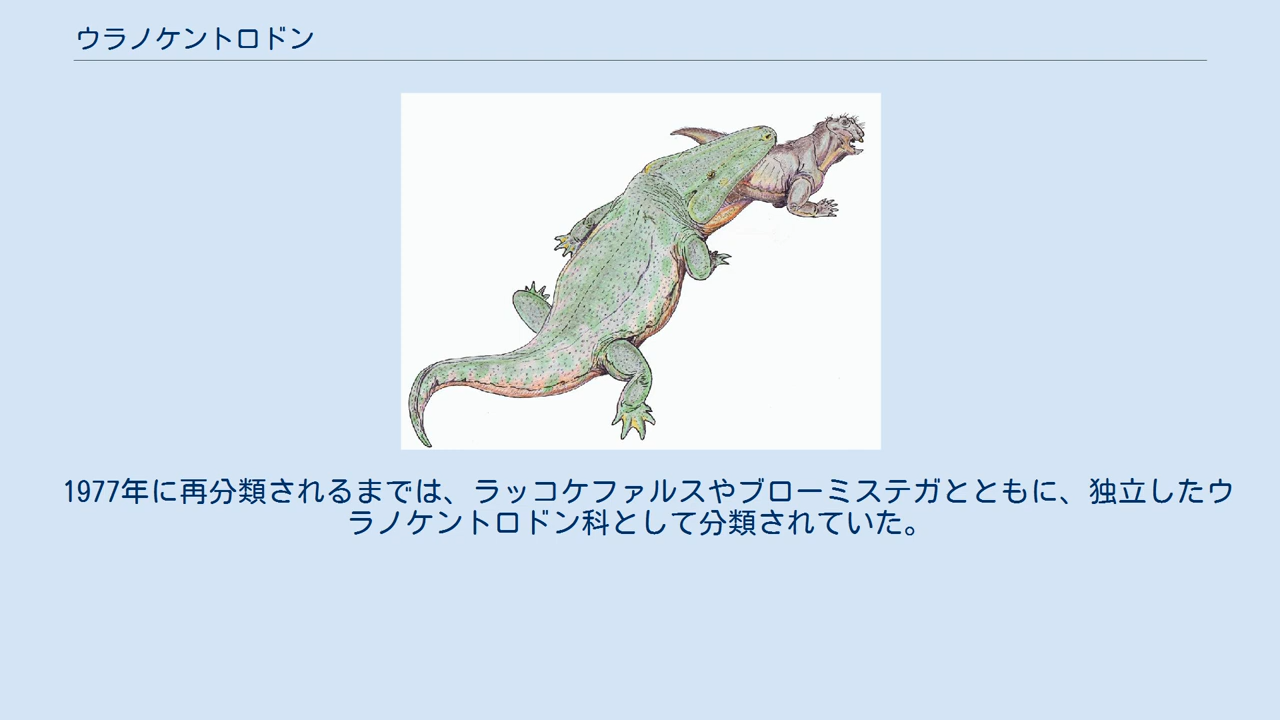 ウラノケントロドン
1977年に再分類されるまでは、ラッコケファルスやブローミステガとともに、独立したウ
ラノケントロドン科として分類されていた。